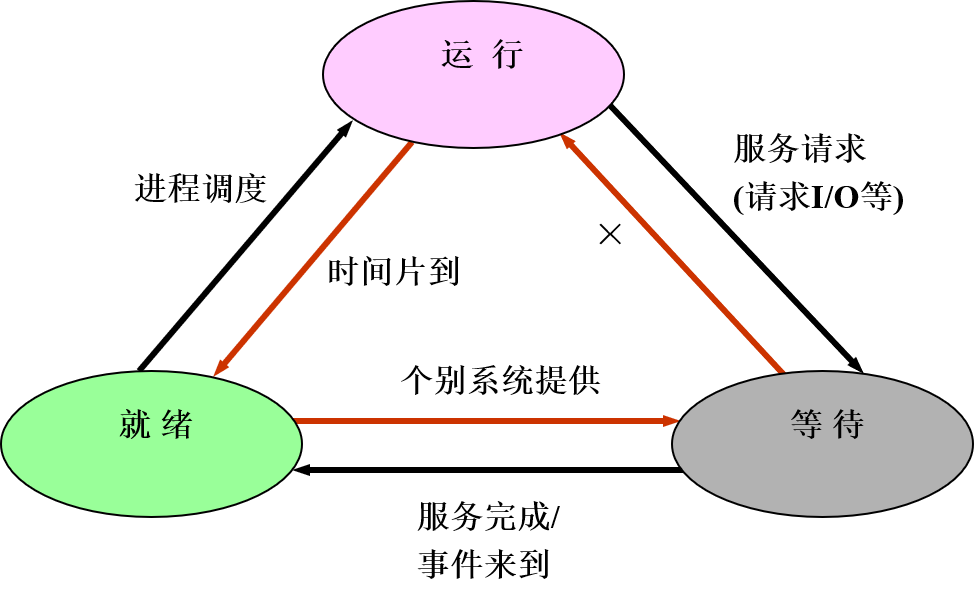 运 行
服务请求
(请求I/O等)
进程调度
×
时间片到
个别系统提供
就 绪
等 待
服务完成/
事件来到